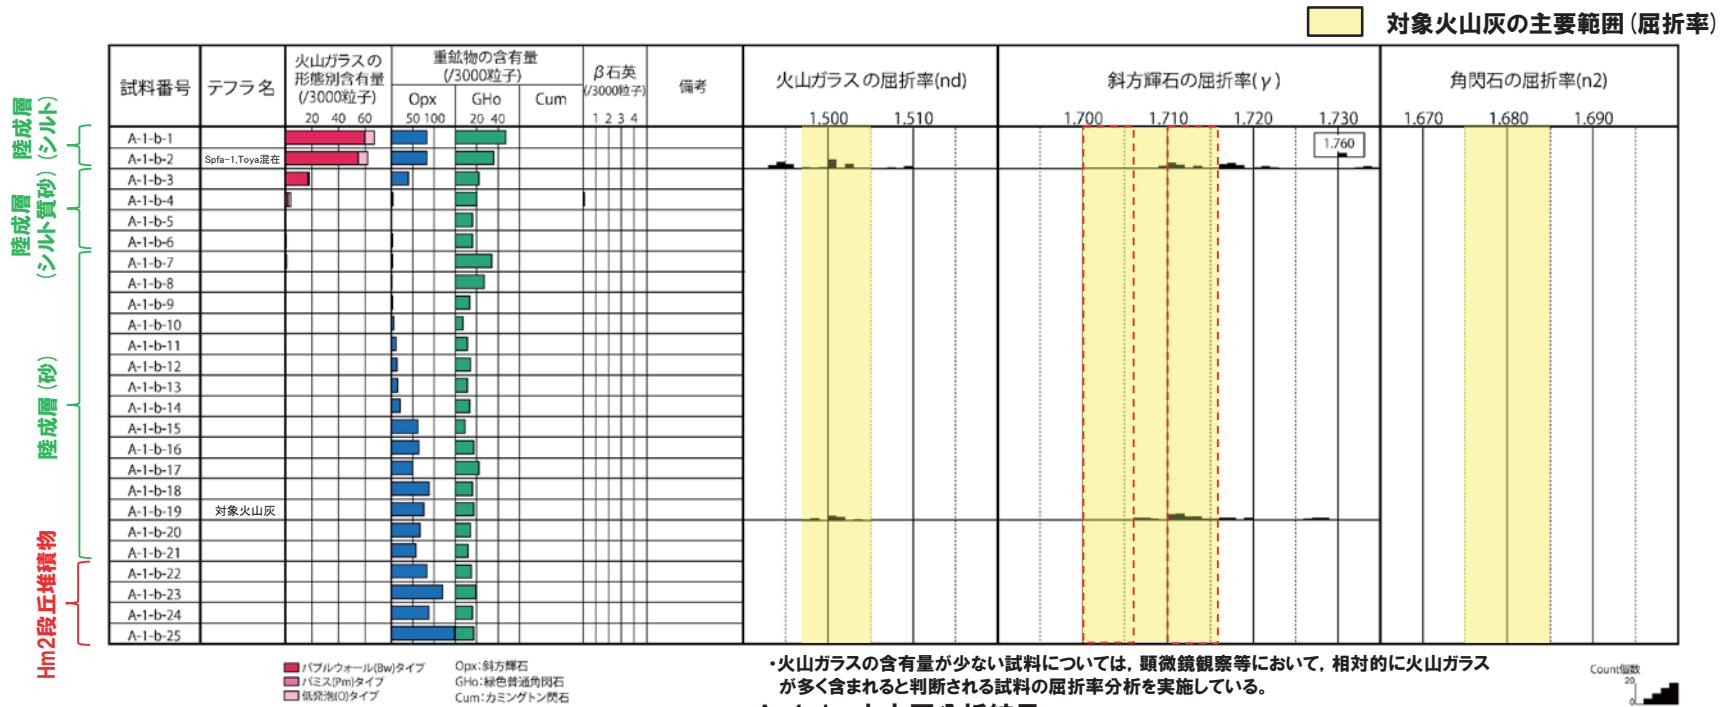 対象火山灰の主要範囲(屈折率)
試料番号
テフラ名
火山ガラスの
形態別含有量
(/3000粒子)
20 40 60
重鉱物の含有量
(/3000粒子)
Opx GHo Cum
50 100 20 40
β石英
(/3000粒子)
1 2 3 4
備考
火山ガラスの屈折率(nd)
1.500 1.510
斜方輝石の屈折率(γ)
1.700 1.710 1.720 1.730
角閃石の屈折率(n2)
1.670 1.680 1.690
1.760
陸成層
(シルト)
陸成層
(シルト質砂)
陸成層(砂)
Hm2段丘堆積物
A-1-b-1
A-1-b-2 Spfa-1,Toya混在
A-1-b-3
A-1-b-4
A-1-b-5
A-1-b-6
A-1-b-7
A-1-b-8
A-1-b-9
A-1-b-10
A-1-b-11
A-1-b-12
A-1-b-13
A-1-b-14
A-1-b-15
A-1-b-16
A-1-b-17
A-1-b-18
A-1-b-19 対象火山灰
A-1-b-20
A-1-b-21
A-1-b-22
A-1-b-23
A-1-b-24
A-1-b-25
バブルウォール(Bw)タイプ
パミス(Pm)タイプ
低発泡(O)タイプ
Opx:斜方輝石
GHo:緑色普通角閃石
Cum:カミングトン閃石
・火山ガラスの含有量が少ない試料については,顕微鏡観察等において,相対的に火山ガラス
が多く含まれると判断される試料の屈折率分析を実施している。
Count個数
20
0